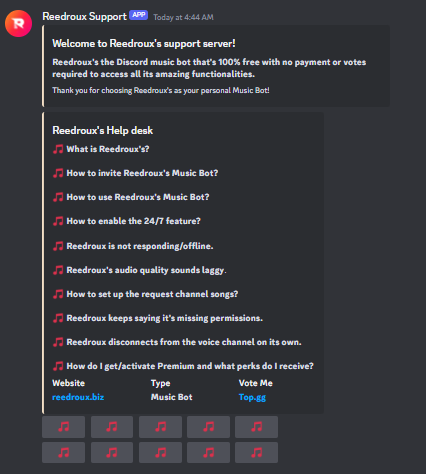 Reedroux Support APP Today at 4:44 AM
Welcome to Reedroux's support server!
Reedroux's the Discord music bot that's 100% free with no payment or votes
required to access all its amazing functionalities.
Thank you for choosing Reedroux's as your personal Music Bot!
Reedroux's Help desk
What is Reedroux's?
How to invite Reedroux's Music Bot?
How to use Reedroux's Music Bot?
How to enable the 24/7 feature?
Reedroux is not responding/offline.
Reedroux's audio quality sounds laggy.
How to set up the request channel songs?
Reedroux keeps saying it's missing permissions.
Reedroux disconnects from the voice channel on its own.
How do I get/activate Premium and what perks do I receive?
Website Type Vote Me
reedroux.biz Music Bot Top.gg